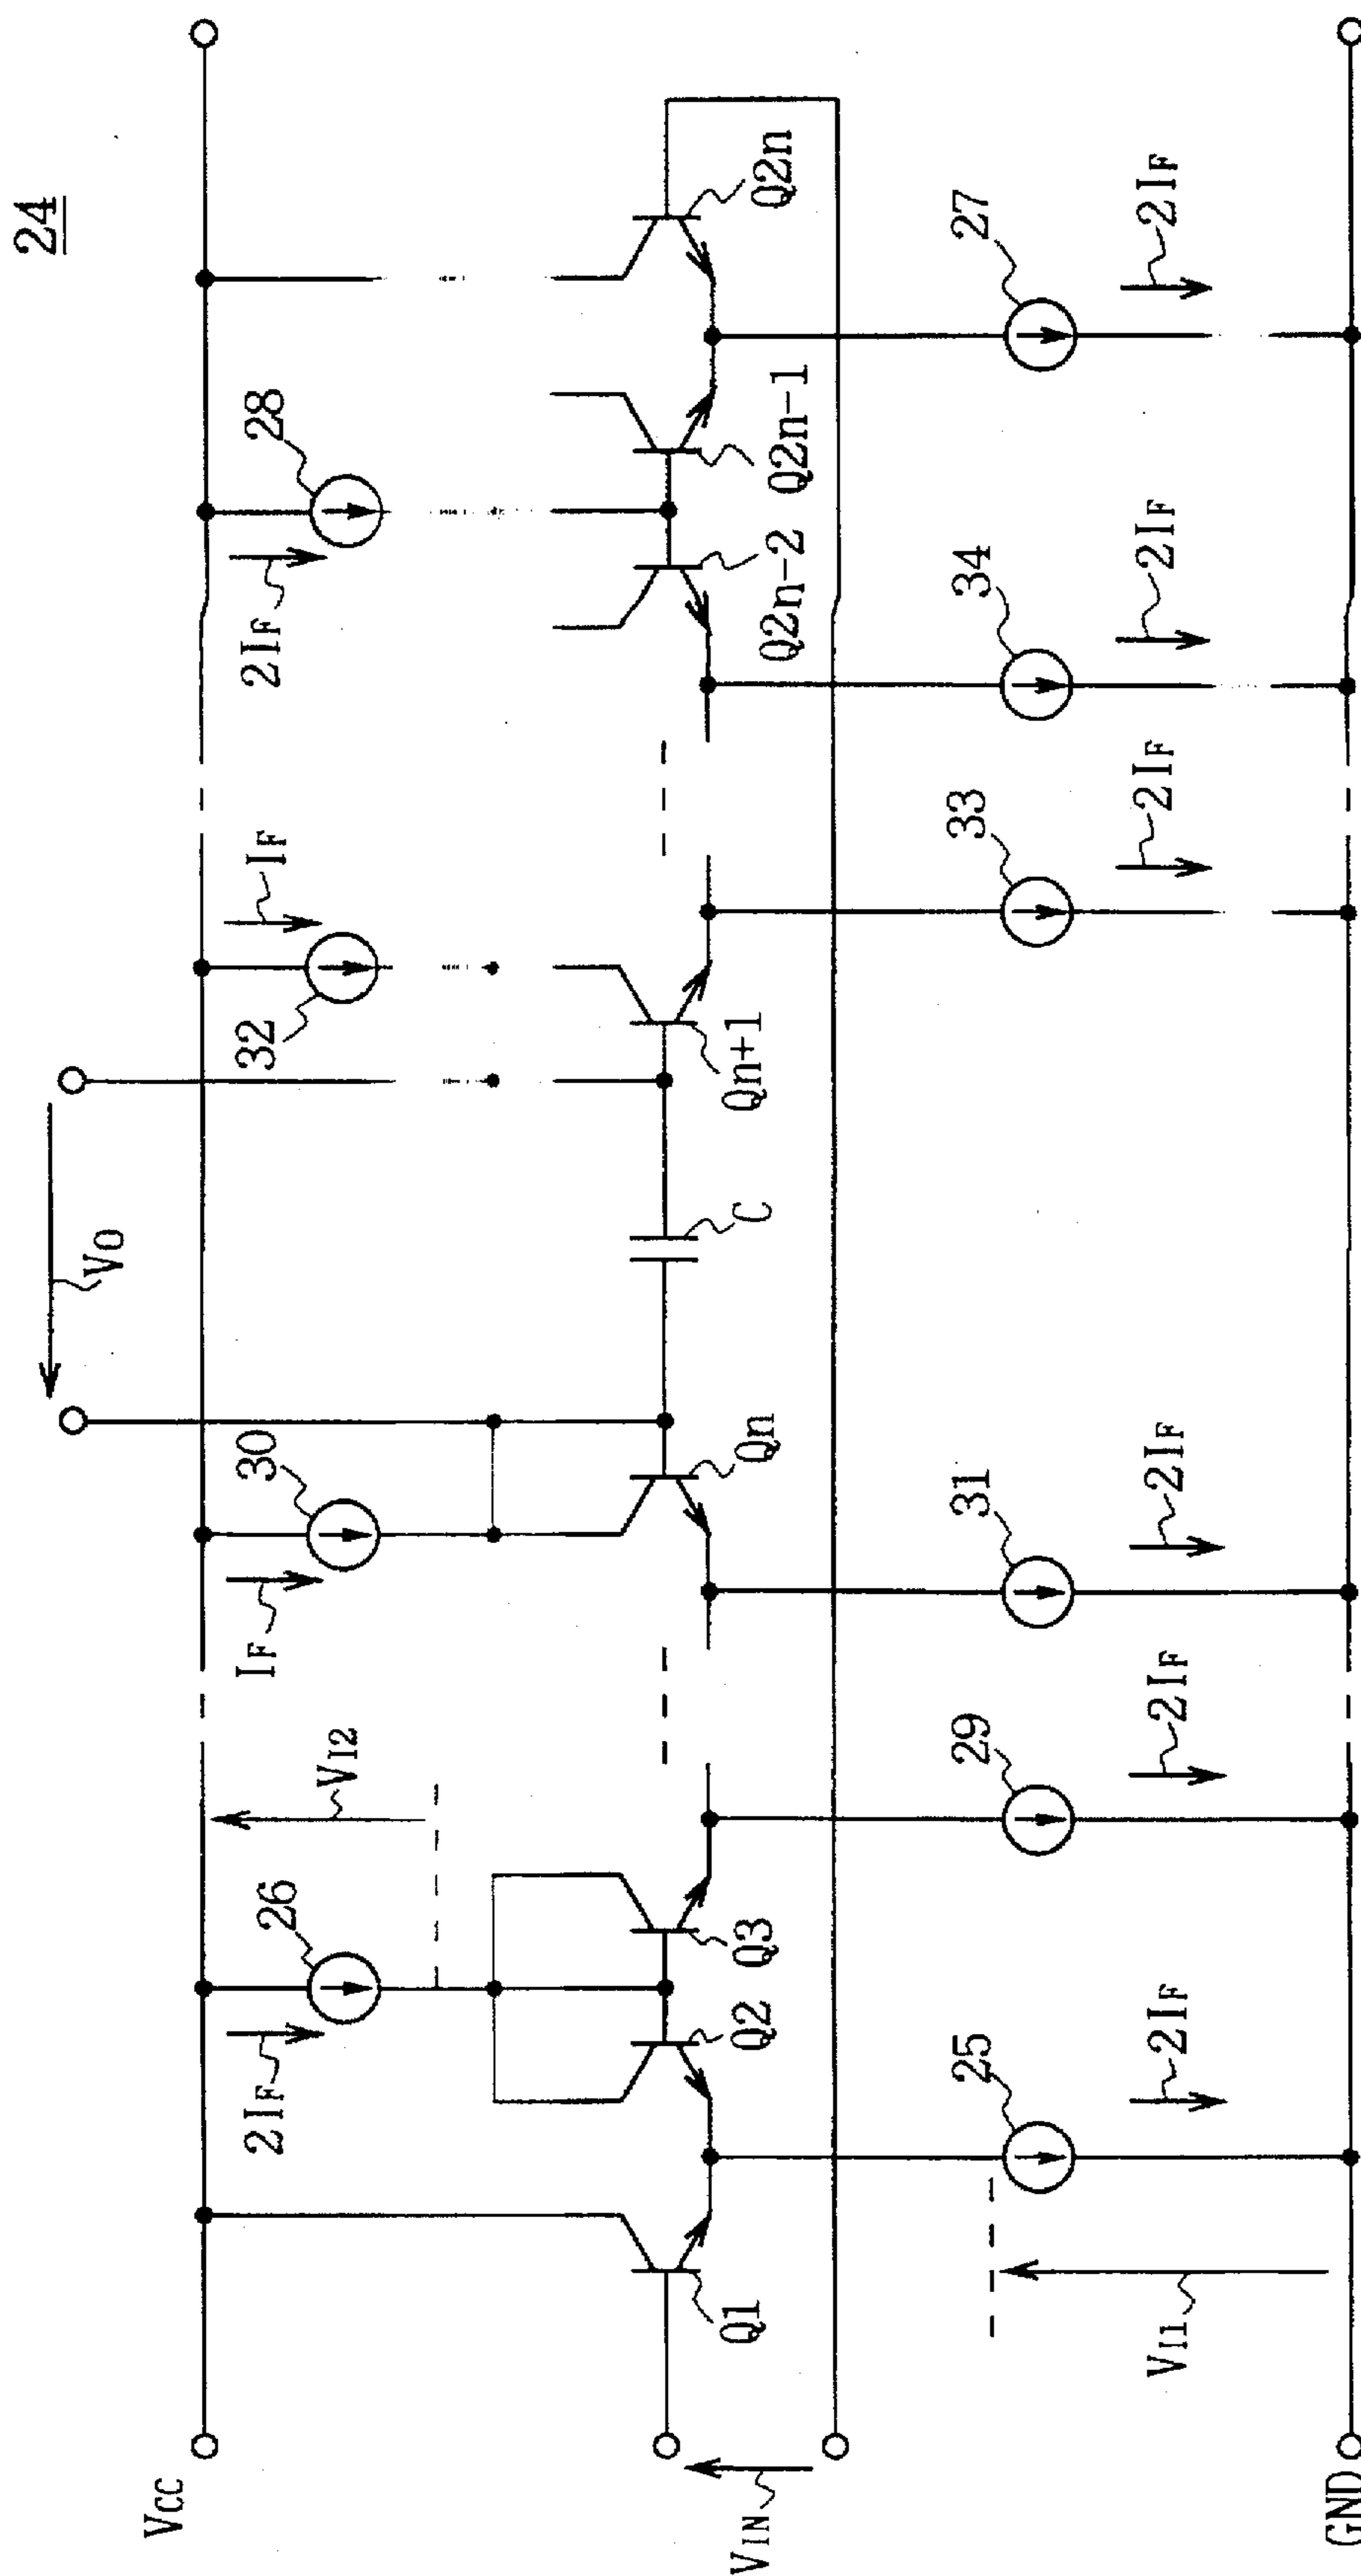 24
VO
VCC
2IF
26
VI2
IF
30
32
IF
2IF
28
VIN
Q1
Q2
Q3
Qn
C
Qn+1
Q2n-2
Q2n-1
Q2n
VI1
25
2IF
29
2IF
31
2IF
33
2IF
34
2IF
27
2IF
GND